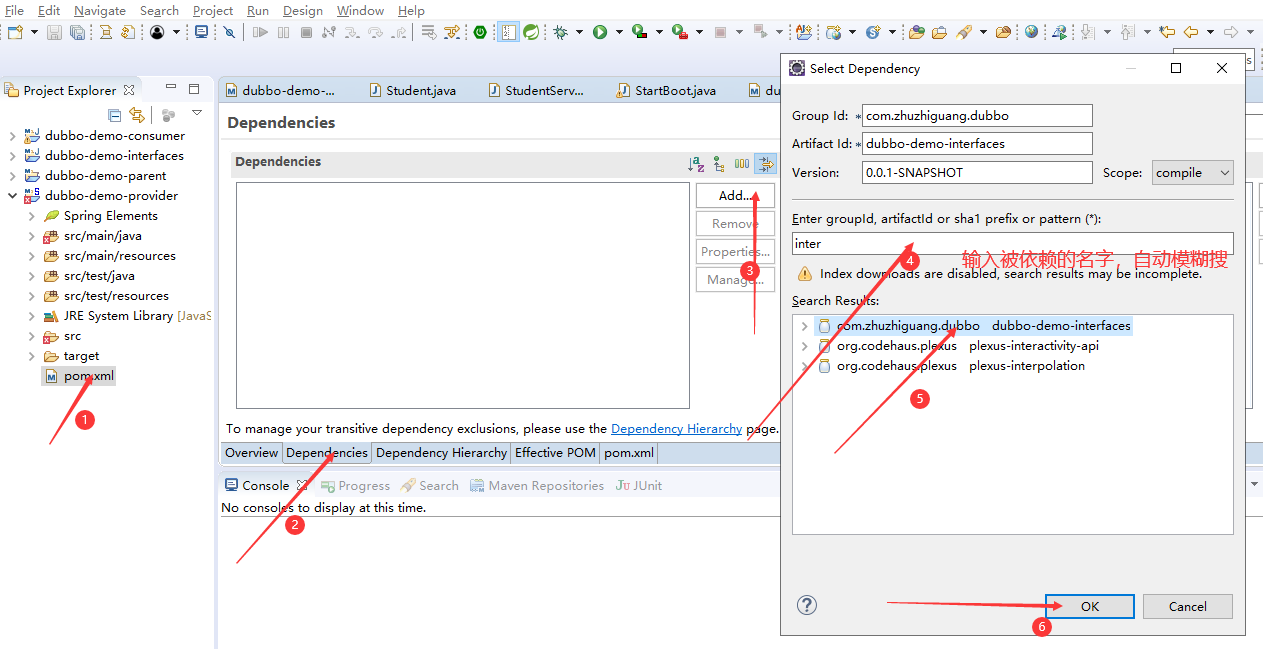 File Edit Navigate Search Project Run Design Window Help
Select Dependency
Project Explorer
dubbo-demo-...
Student.java
StudentServ...
StartBoot.java
du
s
dubbo-demo-consumer
dubbo-demo-interfaces
dubbo-demo-parent
dubbo-demo-provider
Spring Elements
src/main/java
src/main/resources
src/test/java
src/test/resources
JRE System Library [JavaS
src
target
pom.xml
1
Dependencies
Dependencies
Add...
Remove
Properties...
Manage...
3
To manage your transitive dependency exclusions, please use the Dependency Hierarchy page.
Overview Dependencies Dependency Hierarchy Effective POM pom.xml
Console Progress Search Maven Repositories JUnit
No consoles to display at this time.
2
Group Id: * com.zhuzhiguang.dubbo
Artifact Id: * dubbo-demo-interfaces
Version: 0.0.1-SNAPSHOT Scope: compile
Enter groupId, artifactId or sha1 prefix or pattern (*):
inter
4
输入被依赖的名字，自动模糊搜
Index downloads are disabled, search results may be incomplete.
Search Results:
com.zhuzhiguang.dubbo dubbo-demo-interfaces
org.codehaus.plexus plexus-interactivity-api
org.codehaus.plexus plexus-interpolation
5
OK Cancel
6